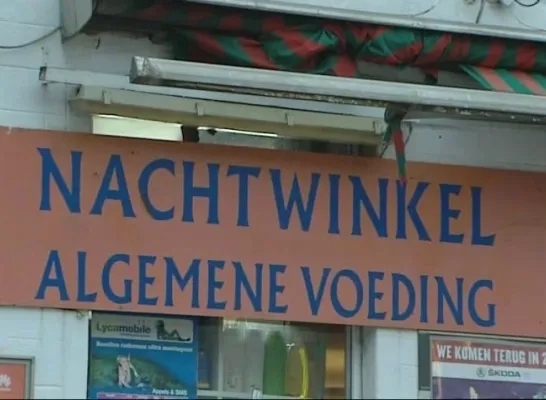 NACHTWINKEL
ALGEMENE VOEDING
Lycamobile
WE KOMEN TERUG IN 2
ŠKODA